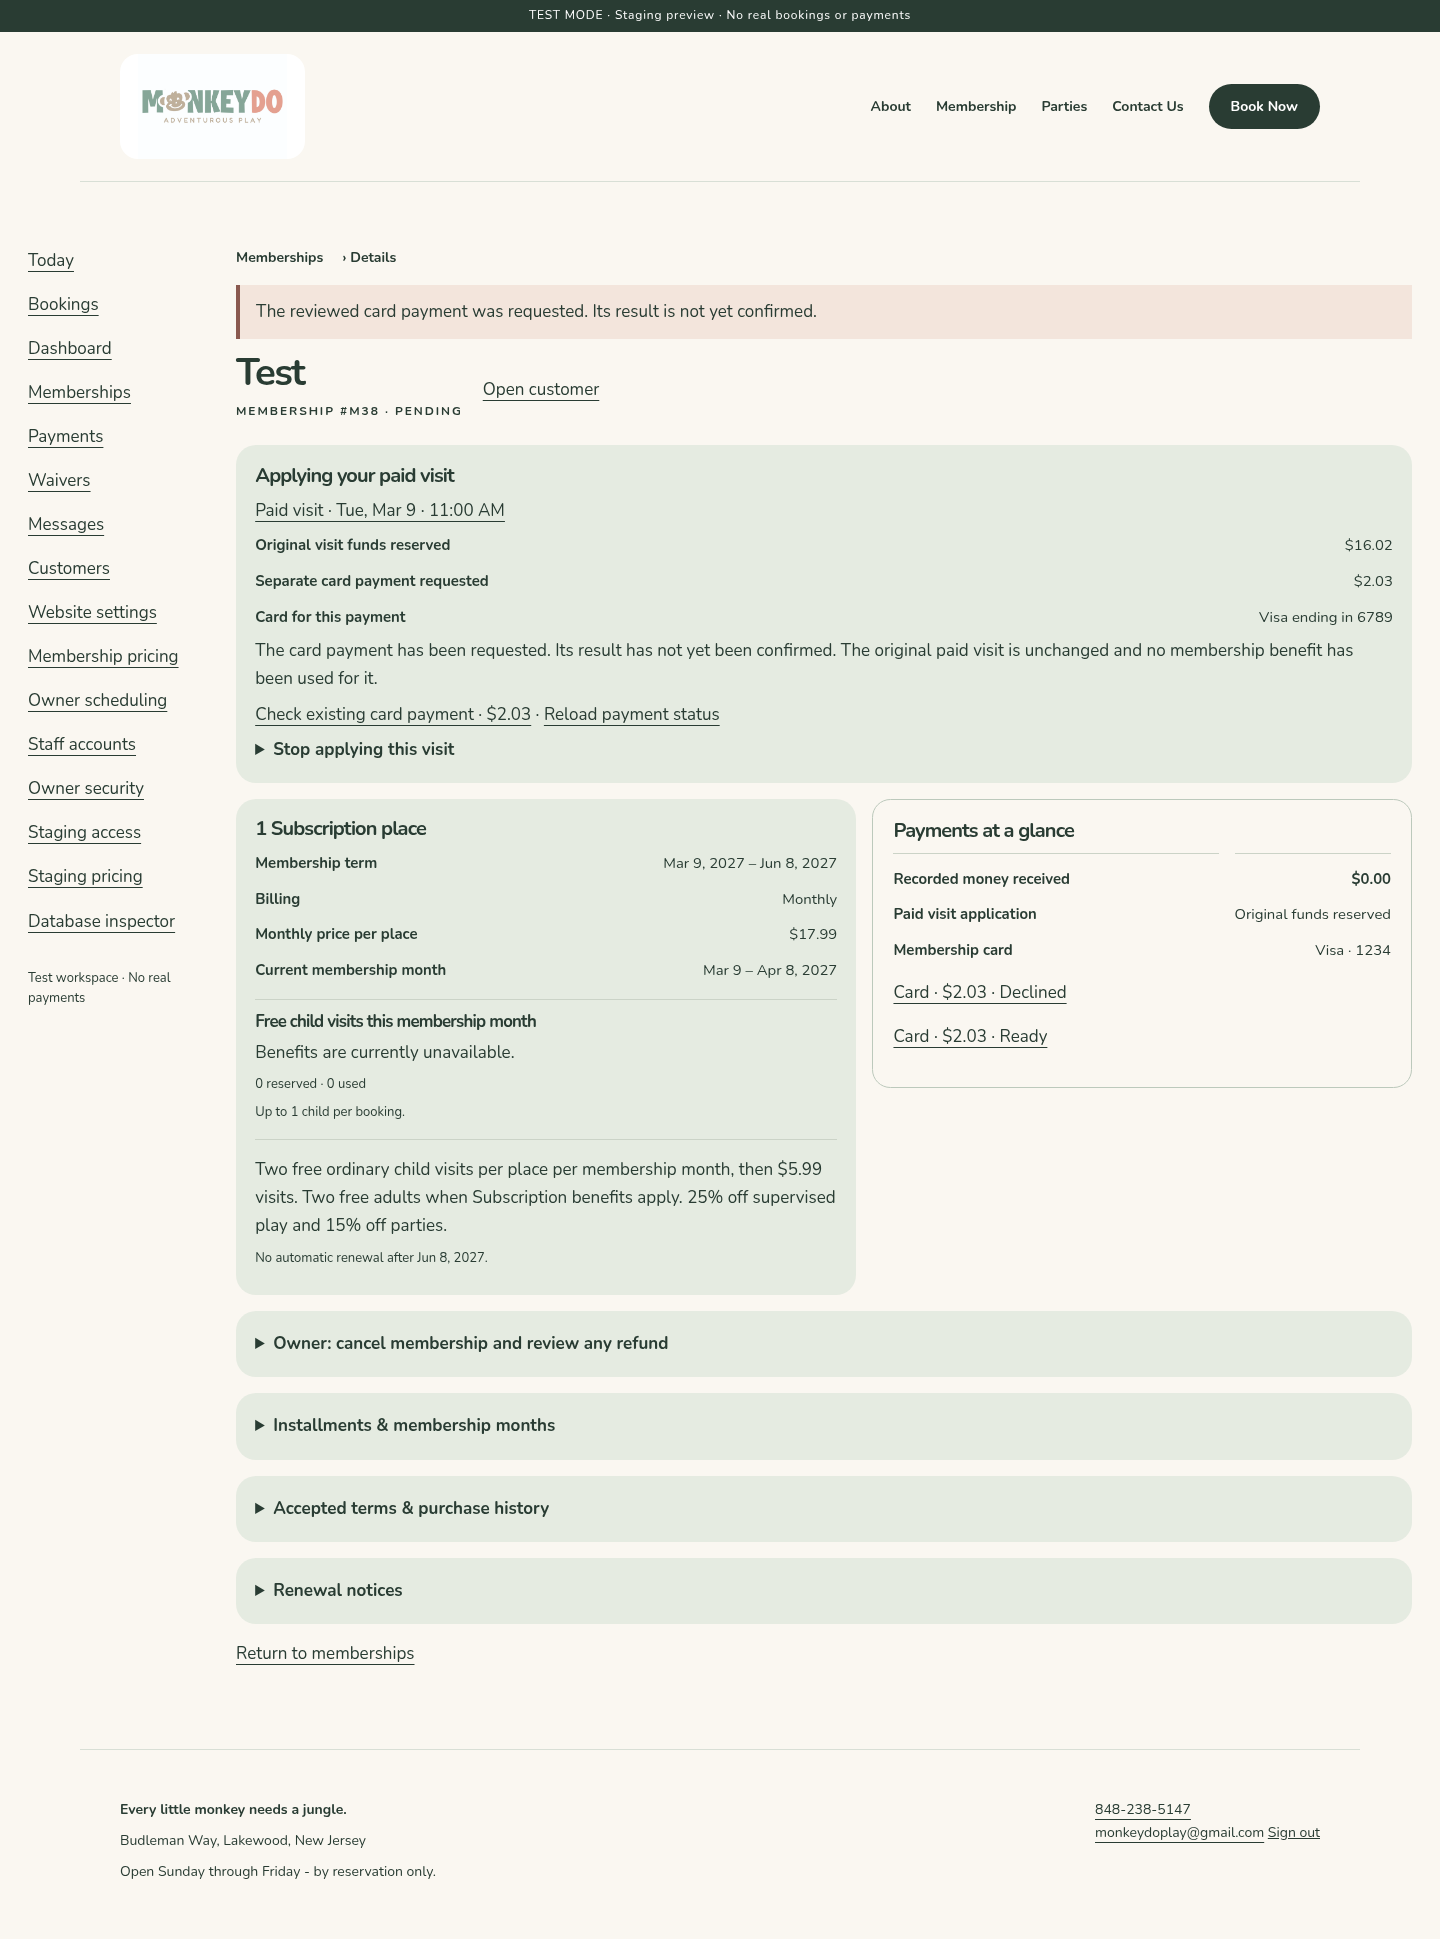 TEST MODE · Staging preview · No real bookings or payments
MONKEYDO
ADVENTUROUS PLAY
About
Membership
Parties
Contact Us
Book Now
Today
Bookings
Dashboard
Memberships
Payments
Waivers
Messages
Customers
Website settings
Membership pricing
Owner scheduling
Staff accounts
Owner security
Staging access
Staging pricing
Database inspector
Test workspace · No real
payments
Memberships › Details
The reviewed card payment was requested. Its result is not yet confirmed.
Test
MEMBERSHIP #M38 · PENDING
Open customer
Applying your paid visit
Paid visit · Tue, Mar 9 · 11:00 AM
Original visit funds reserved $16.02
Separate card payment requested $2.03
Card for this payment Visa ending in 6789
The card payment has been requested. Its result has not yet been confirmed. The original paid visit is unchanged and no membership benefit has
been used for it.
Check existing card payment · $2.03 · Reload payment status
▶ Stop applying this visit
1 Subscription place
Membership term Mar 9, 2027 – Jun 8, 2027
Billing Monthly
Monthly price per place $17.99
Current membership month Mar 9 – Apr 8, 2027
Free child visits this membership month
Benefits are currently unavailable.
0 reserved · 0 used
Up to 1 child per booking.
Two free ordinary child visits per place per membership month, then $5.99
visits. Two free adults when Subscription benefits apply. 25% off supervised
play and 15% off parties.
No automatic renewal after Jun 8, 2027.
Payments at a glance
Recorded money received $0.00
Paid visit application Original funds reserved
Membership card Visa · 1234
Card · $2.03 · Declined
Card · $2.03 · Ready
▶ Owner: cancel membership and review any refund
▶ Installments & membership months
▶ Accepted terms & purchase history
▶ Renewal notices
Return to memberships
Every little monkey needs a jungle.
Budleman Way, Lakewood, New Jersey
Open Sunday through Friday - by reservation only.
848-238-5147
monkeydoplay@gmail.com Sign out